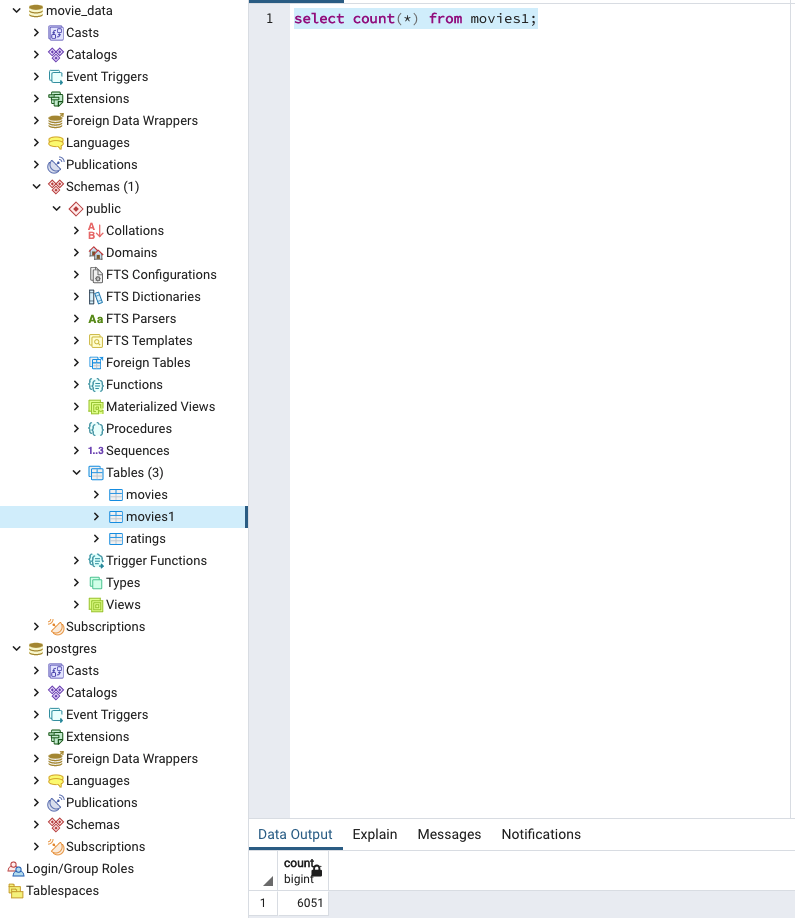 movie_data
Casts
Catalogs
Event Triggers
Extensions
Foreign Data Wrappers
Languages
Publications
Schemas (1)
public
Collations
Domains
FTS Configurations
FTS Dictionaries
Aa FTS Parsers
FTS Templates
Foreign Tables
Functions
Materialized Views
Procedures
1..3 Sequences
Tables (3)
movies
movies1
ratings
Trigger Functions
Types
Views
Subscriptions
postgres
Casts
Catalogs
Event Triggers
Extensions
Foreign Data Wrappers
Languages
Publications
Schemas
Subscriptions
Login/Group Roles
Tablespaces
1 select count(*) from movies1;
Data Output Explain Messages Notifications
count
bigint
1 6051